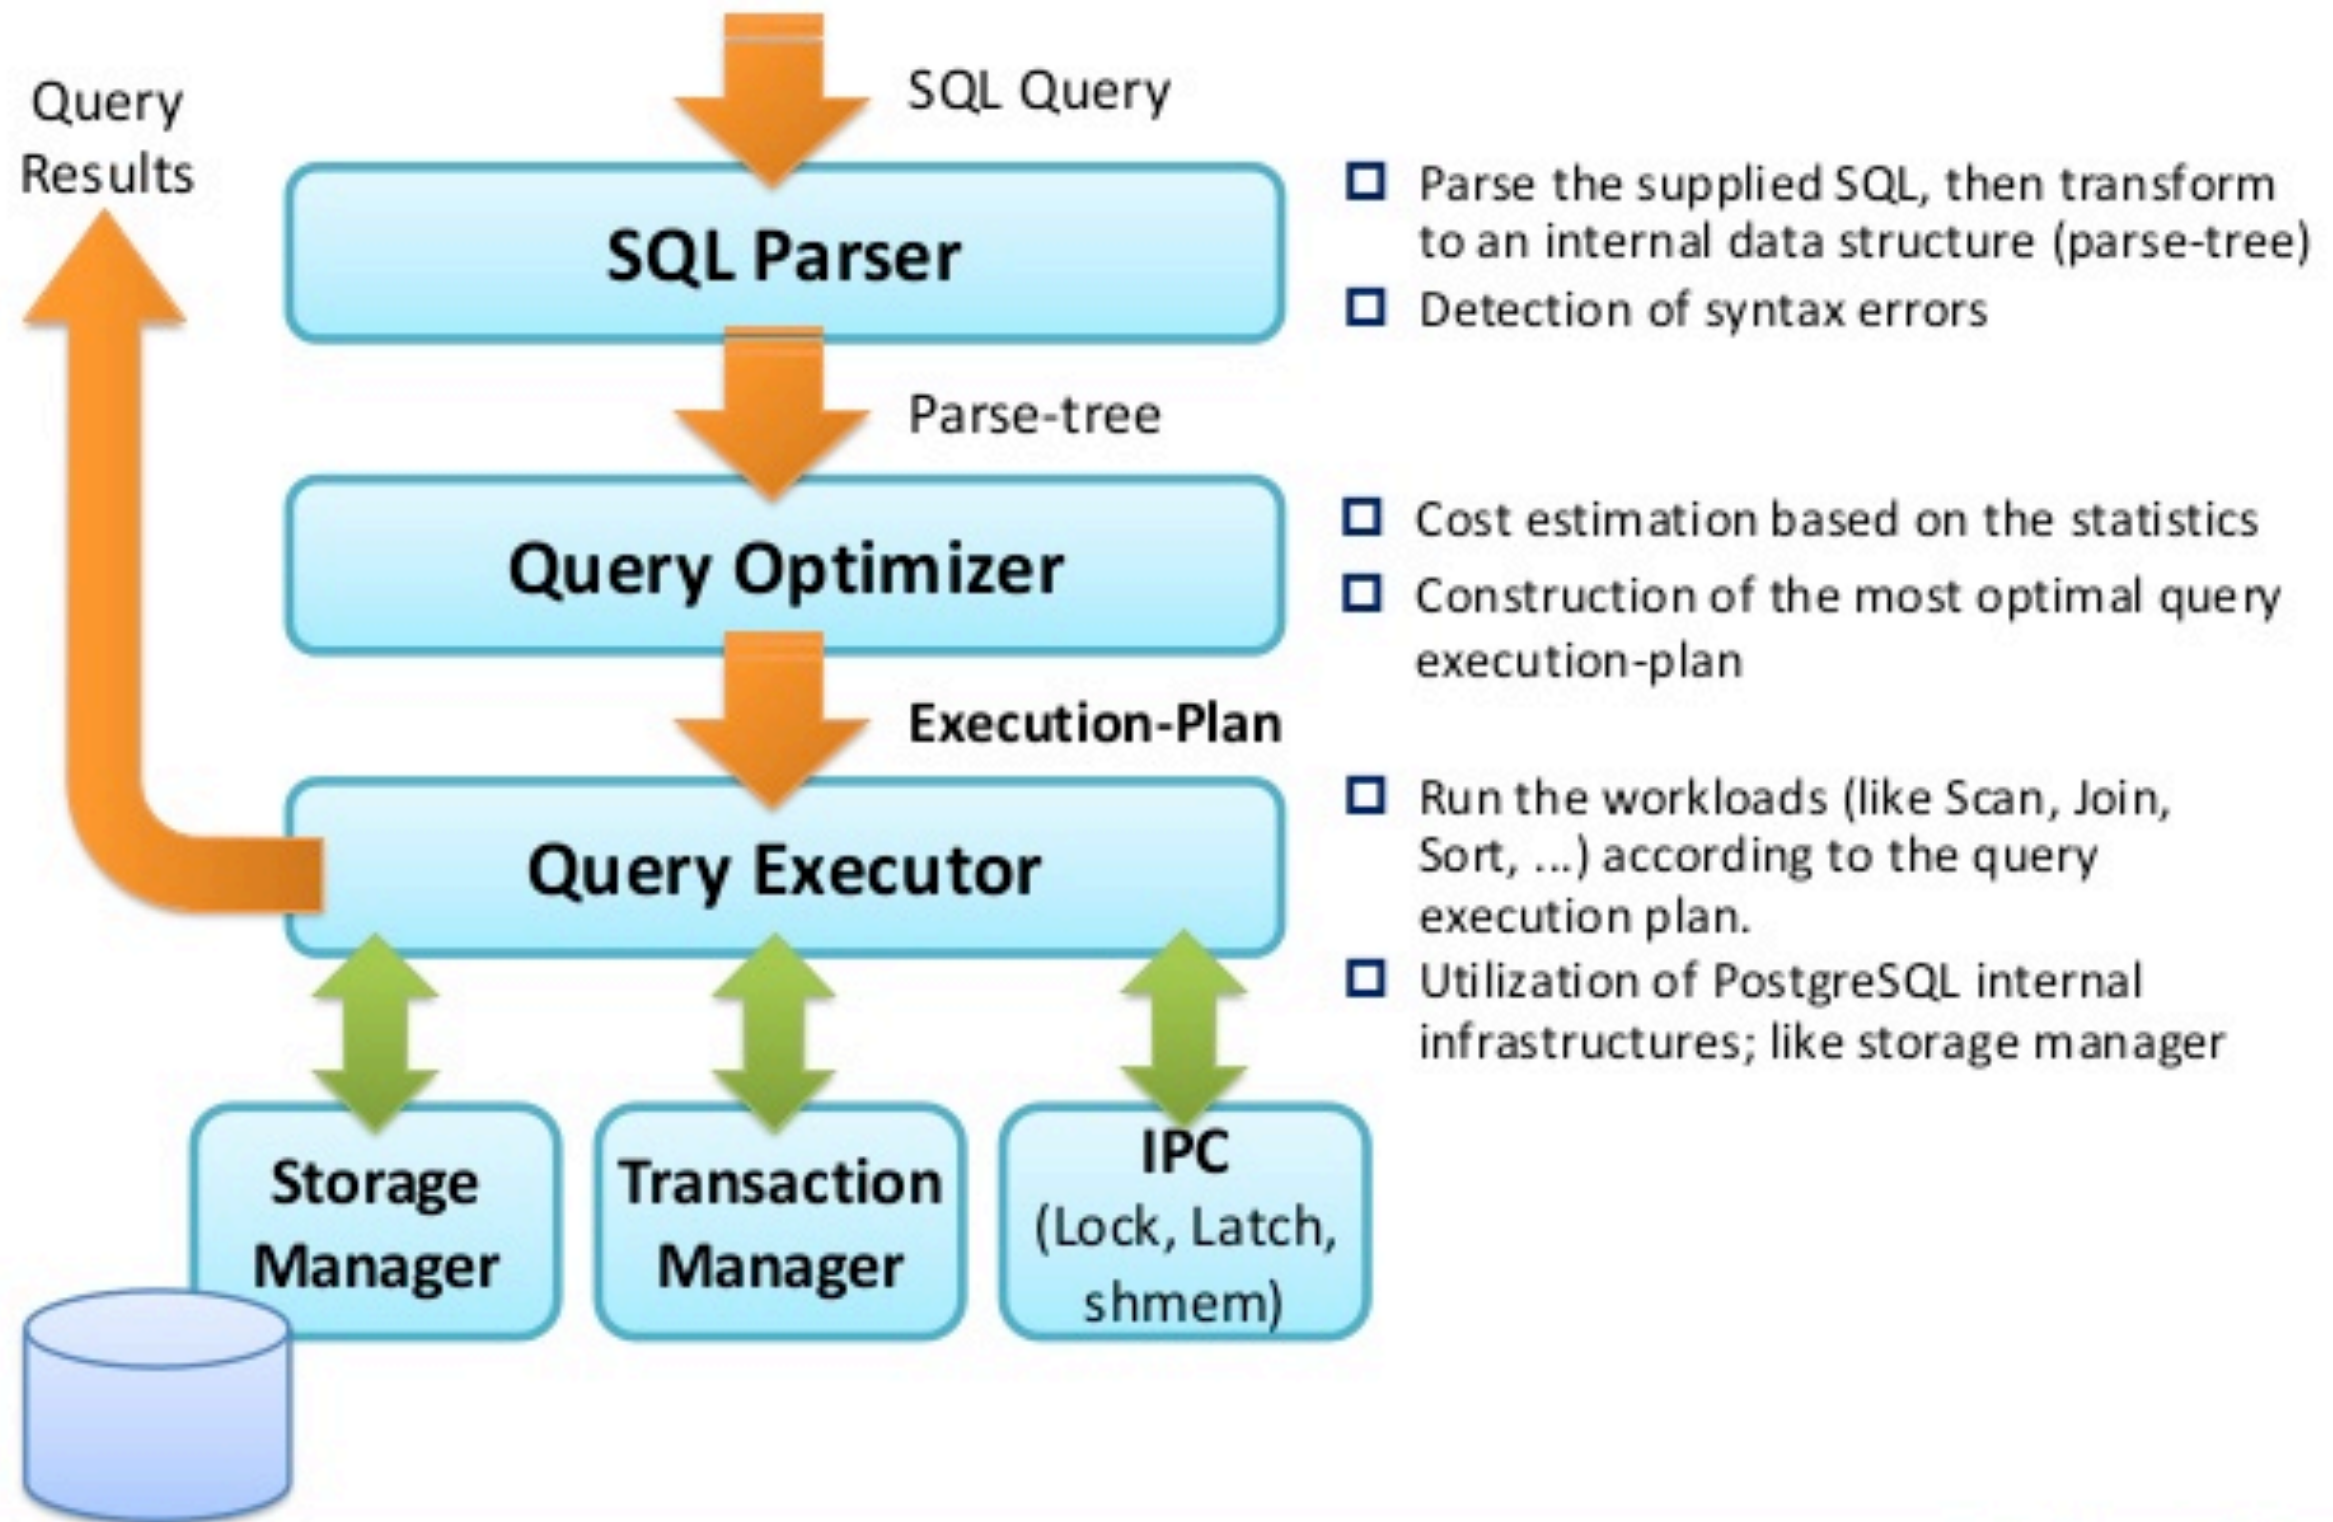 SQL Query
Query
Results
SQL Parser
Parse the supplied SQL, then transform
to an internal data structure (parse-tree)
Detection of syntax errors
Parse-tree
Query Optimizer
Cost estimation based on the statistics
Construction of the most optimal query
execution-plan
Execution-Plan
Query Executor
Run the workloads (like Scan, Join,
Sort, ...) according to the query
execution plan.
Utilization of PostgreSQL internal
infrastructures; like storage manager
Storage
Manager
Transaction
Manager
IPC
(Lock, Latch,
shmem)